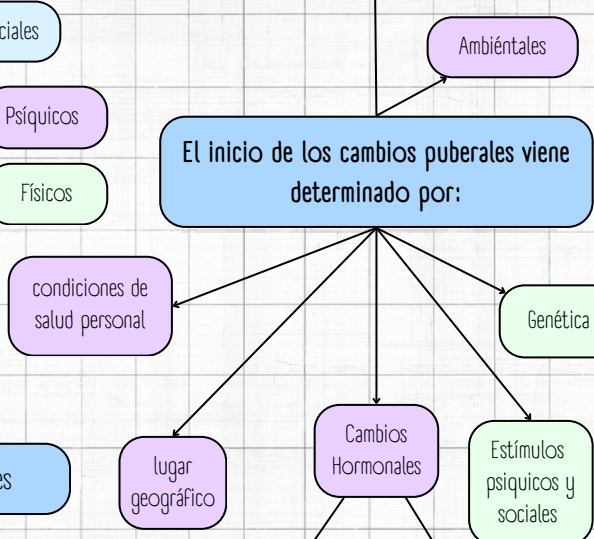 ciales
Ambiéntales
Psíquicos
El inicio de los cambios puberales viene
determinado por:
Físicos
condiciones de
salud personal
Genética
Cambios
Hormonales
lugar
geográfico
Estímulos
psiquicos y
sociales
es